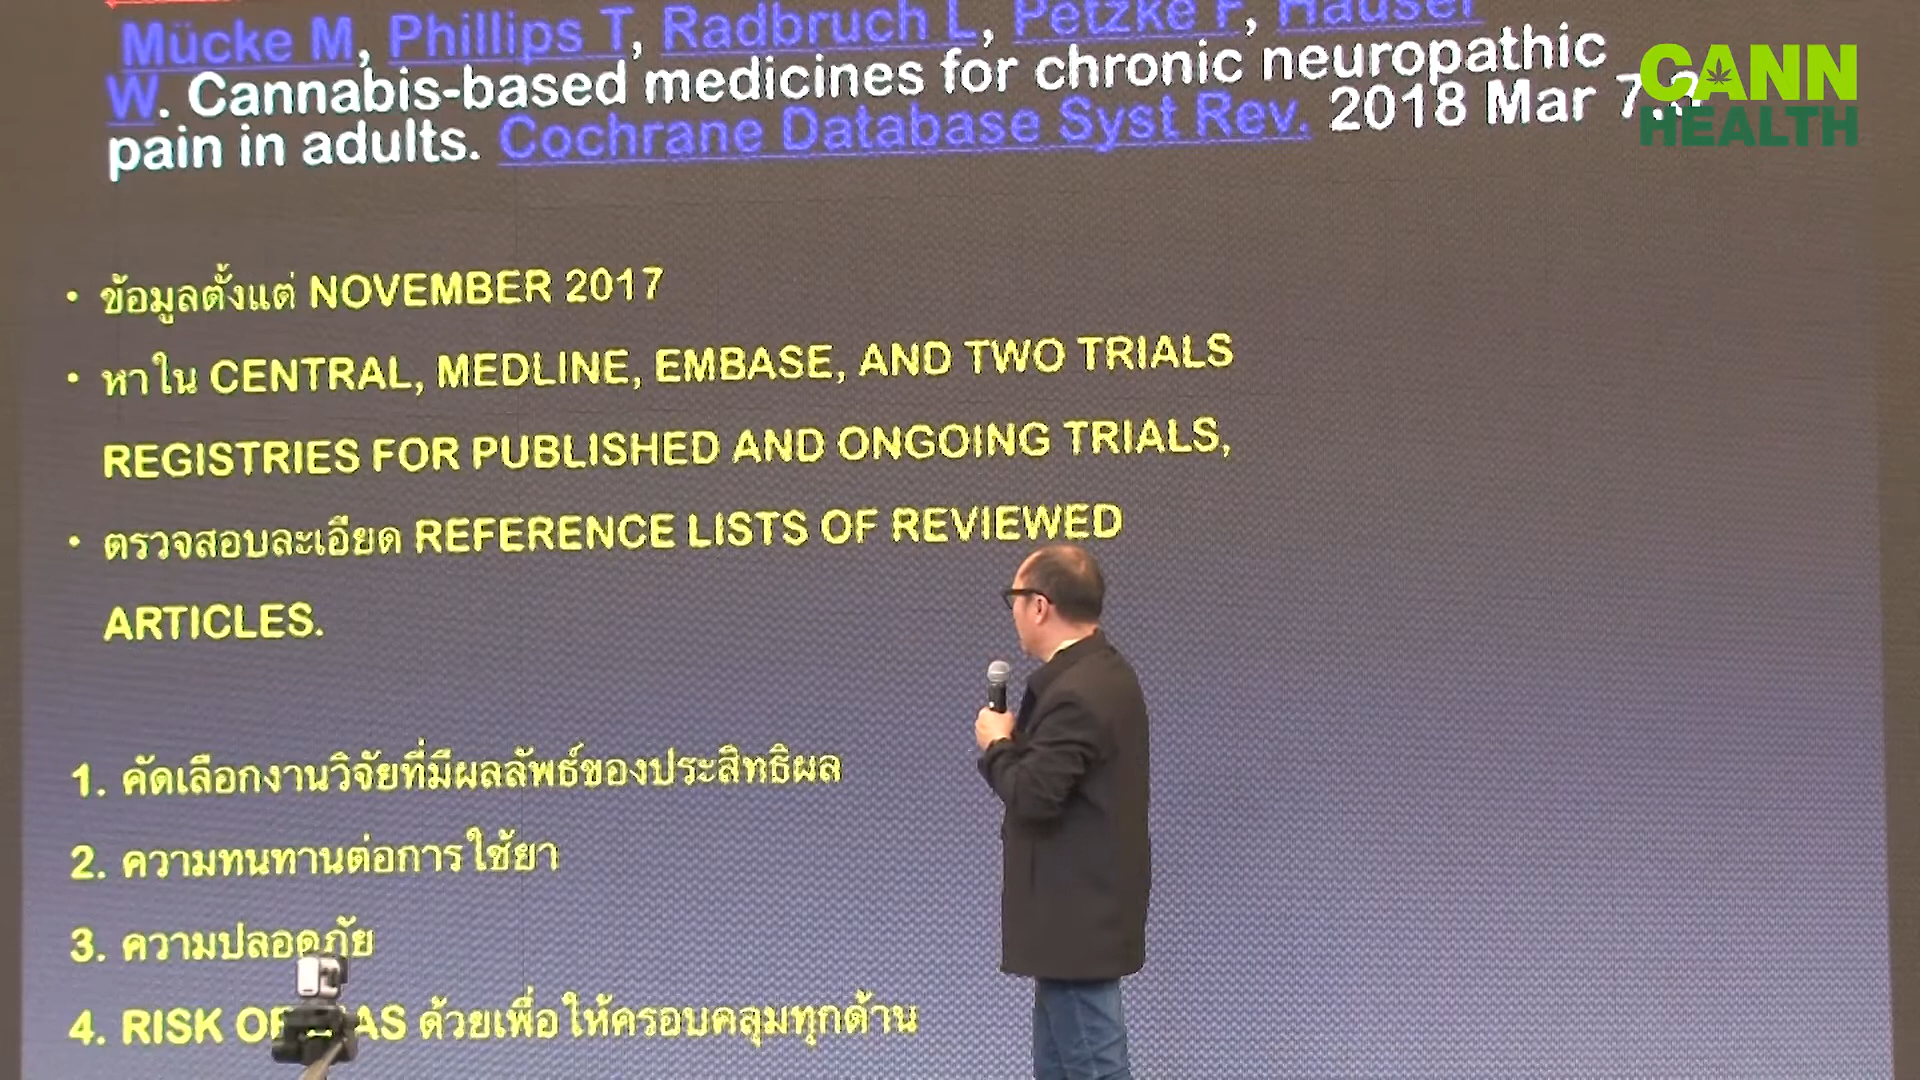 Mücke M, Phillips T, Radbruch L, Petzke F, Häuser
W. Cannabis-based medicines for chronic neuropathic
pain in adults. Cochrane Database Syst Rev. 2018 Mar
CANN
HEALTH
• ข้อมูลตั้งแต่ NOVEMBER 2017
• หาใน CENTRAL, MEDLINE, EMBASE, AND TWO TRIALS
REGISTRIES FOR PUBLISHED AND ONGOING TRIALS,
• ตรวจสอบละเอียด REFERENCE LISTS OF REVIEWED
ARTICLES.
1. คัดเลือกงานวิจัยที่มีผลลัพธ์ของประสิทธิผล
2. ความทนทานต่อการใช้ยา
3. ความปลอดภัย
4. RISK OF ด้วยเพื่อให้ครอบคลุมทุกด้าน